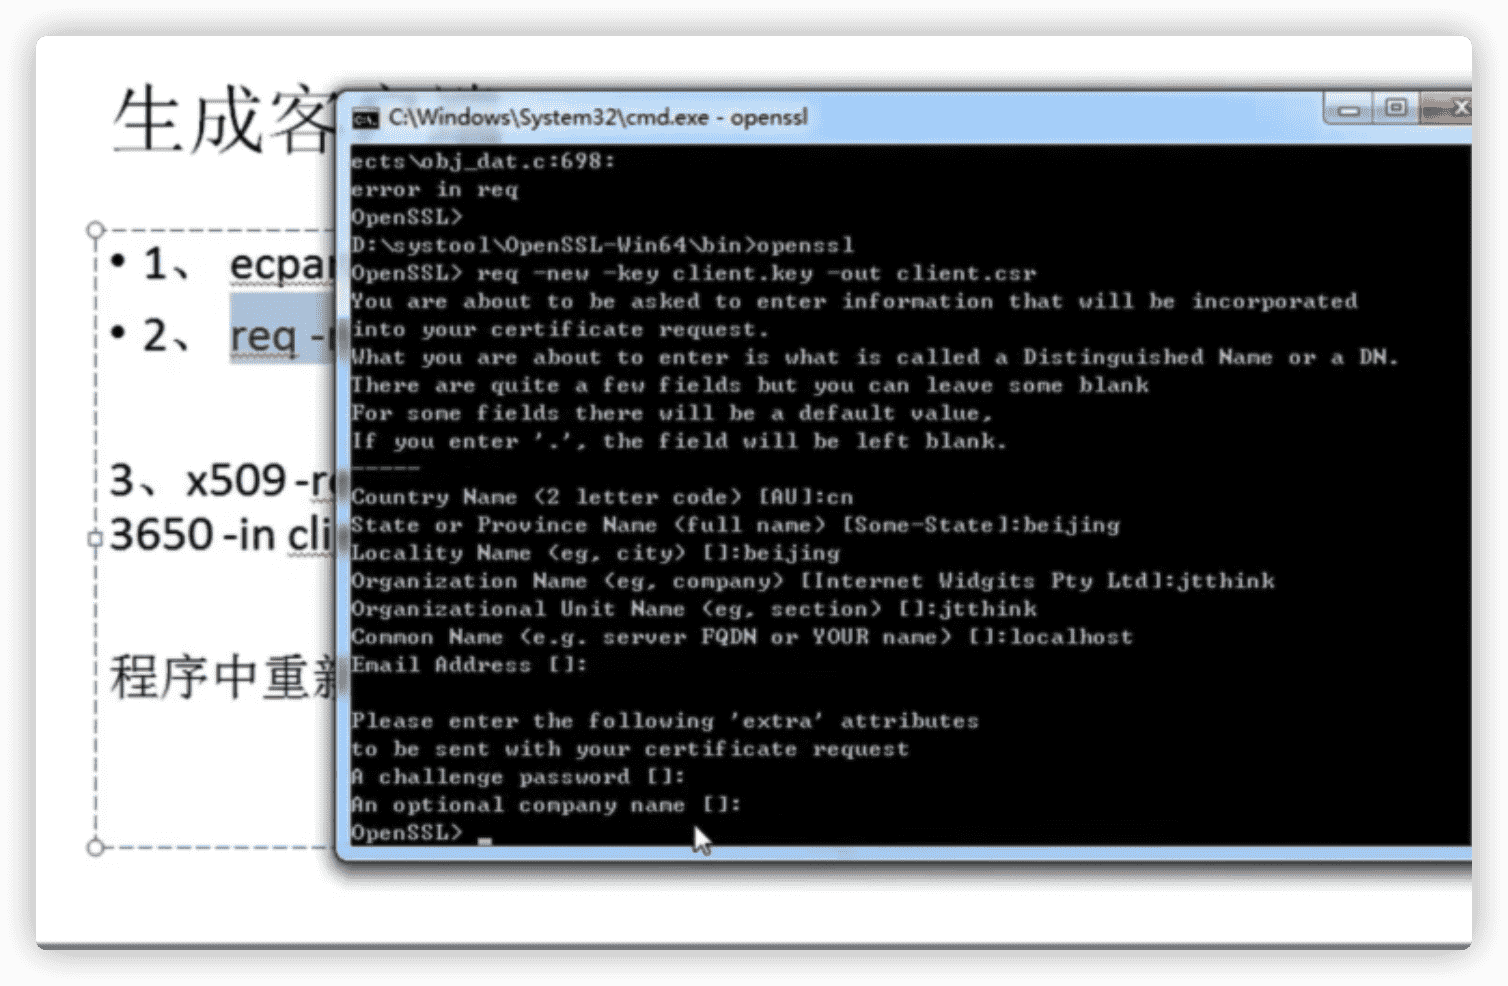 生成客
• 1、 ecpar
• 2、 req -
3、x509 -r
3650 -in cli
程序中重新
C:\Windows\System32\cmd.exe - openssl
ects\obj_dat.c:698:
error in req
OpenSSL>
D:\systool\OpenSSL-Win64\bin>openssl
OpenSSL> req -new -key client.key -out client.csr
You are about to be asked to enter information that will be incorporated
into your certificate request.
What you are about to enter is what is called a Distinguished Name or a DN.
There are quite a few fields but you can leave some blank
For some fields there will be a default value,
If you enter '.', the field will be left blank.
-----
Country Name (2 letter code) [AU]:cn
State or Province Name (full name) [Some-State]:beijing
Locality Name (eg, city) []:beijing
Organization Name (eg, company) [Internet Widgits Pty Ltd]:jtthink
Organizational Unit Name (eg, section) []:jtthink
Common Name (e.g. server FQDN or YOUR name) []:localhost
Email Address []:
Please enter the following 'extra' attributes
to be sent with your certificate request
A challenge password []:
An optional company name []:
OpenSSL>